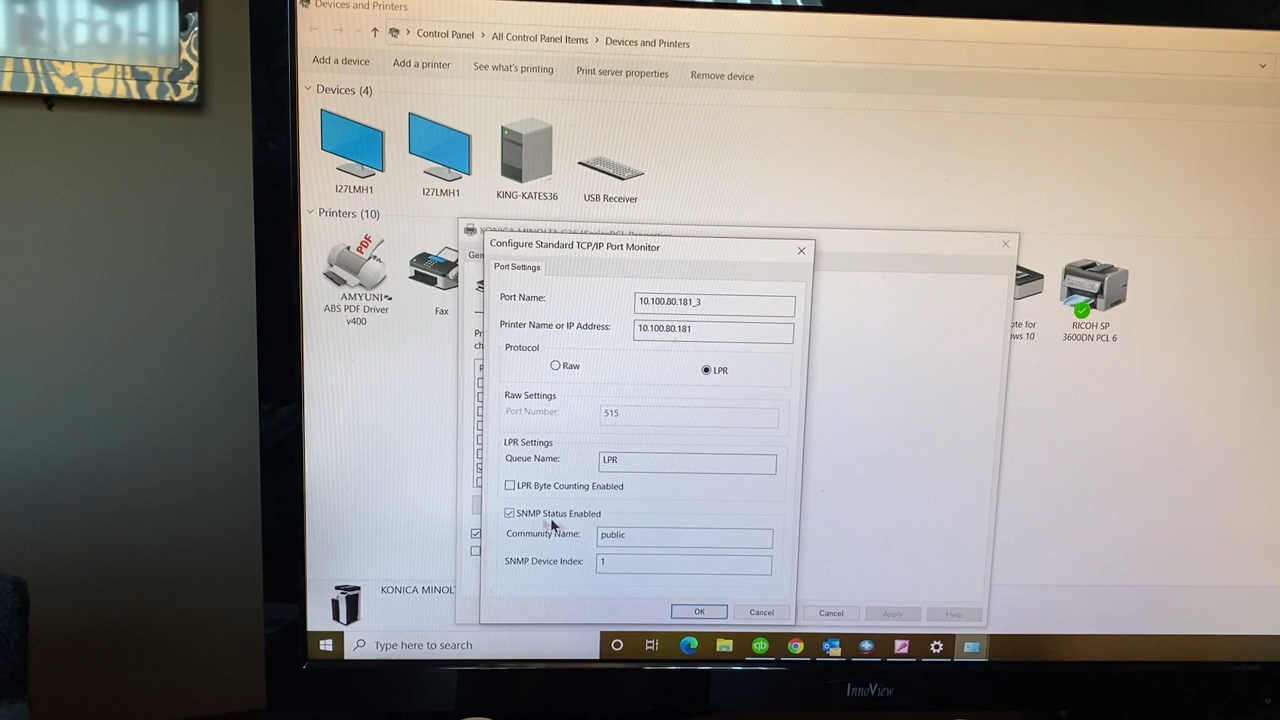 RICOH
Devices and Printers
Control Panel > All Control Panel Items > Devices and Printers
Add a device Add a printer See what's printing Print server properties Remove device
Devices (4)
I27LMH1 I27LMH1 KING-KATES36 USB Receiver
Printers (10)
PDF
AMYUNI
ABS PDF Driver
v400
Fax
RICOH SP
3600DN PCL 6
Configure Standard TCP/IP Port Monitor
Port Settings
Port Name: 10.100.80.181_3
Printer Name or IP Address: 10.100.80.181
Protocol
Raw LPR
Raw Settings
Port Number: 515
LPR Settings
Queue Name: LPR
LPR Byte Counting Enabled
SNMP Status Enabled
Community Name: public
SNMP Device Index: 1
OK Cancel
Cancel Apply Help
KONICA MINOL
Type here to search
InnoView